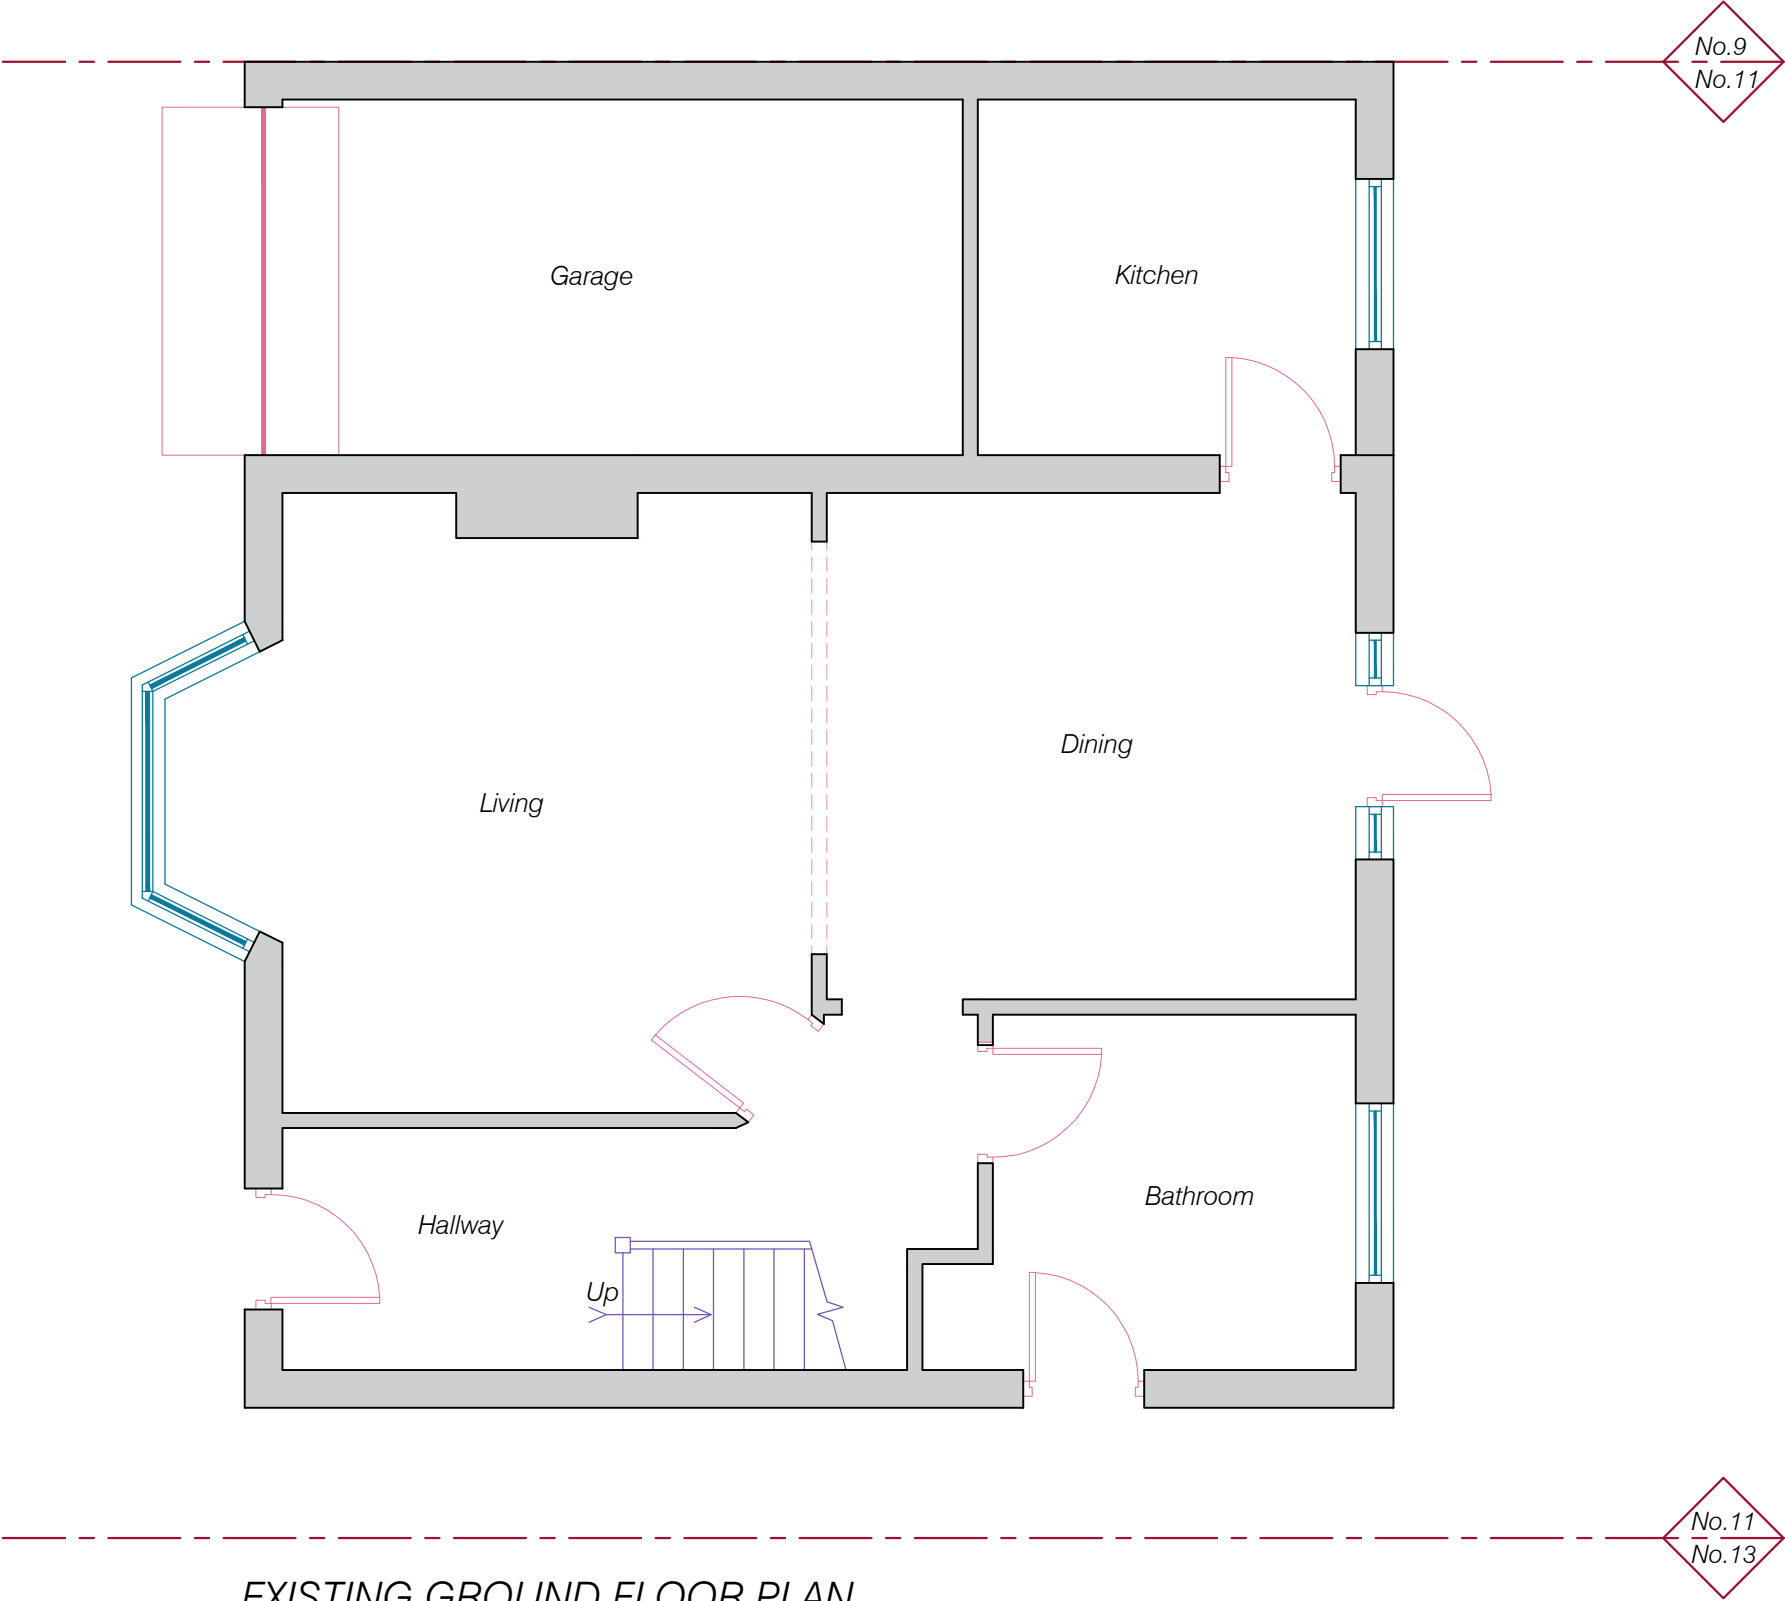 No.9
No.11
Garage
Kitchen
Dining
Living
Bathroom
Hallway
Up
No.11
No.13
EXISTING GROUND FLOOR PLAN